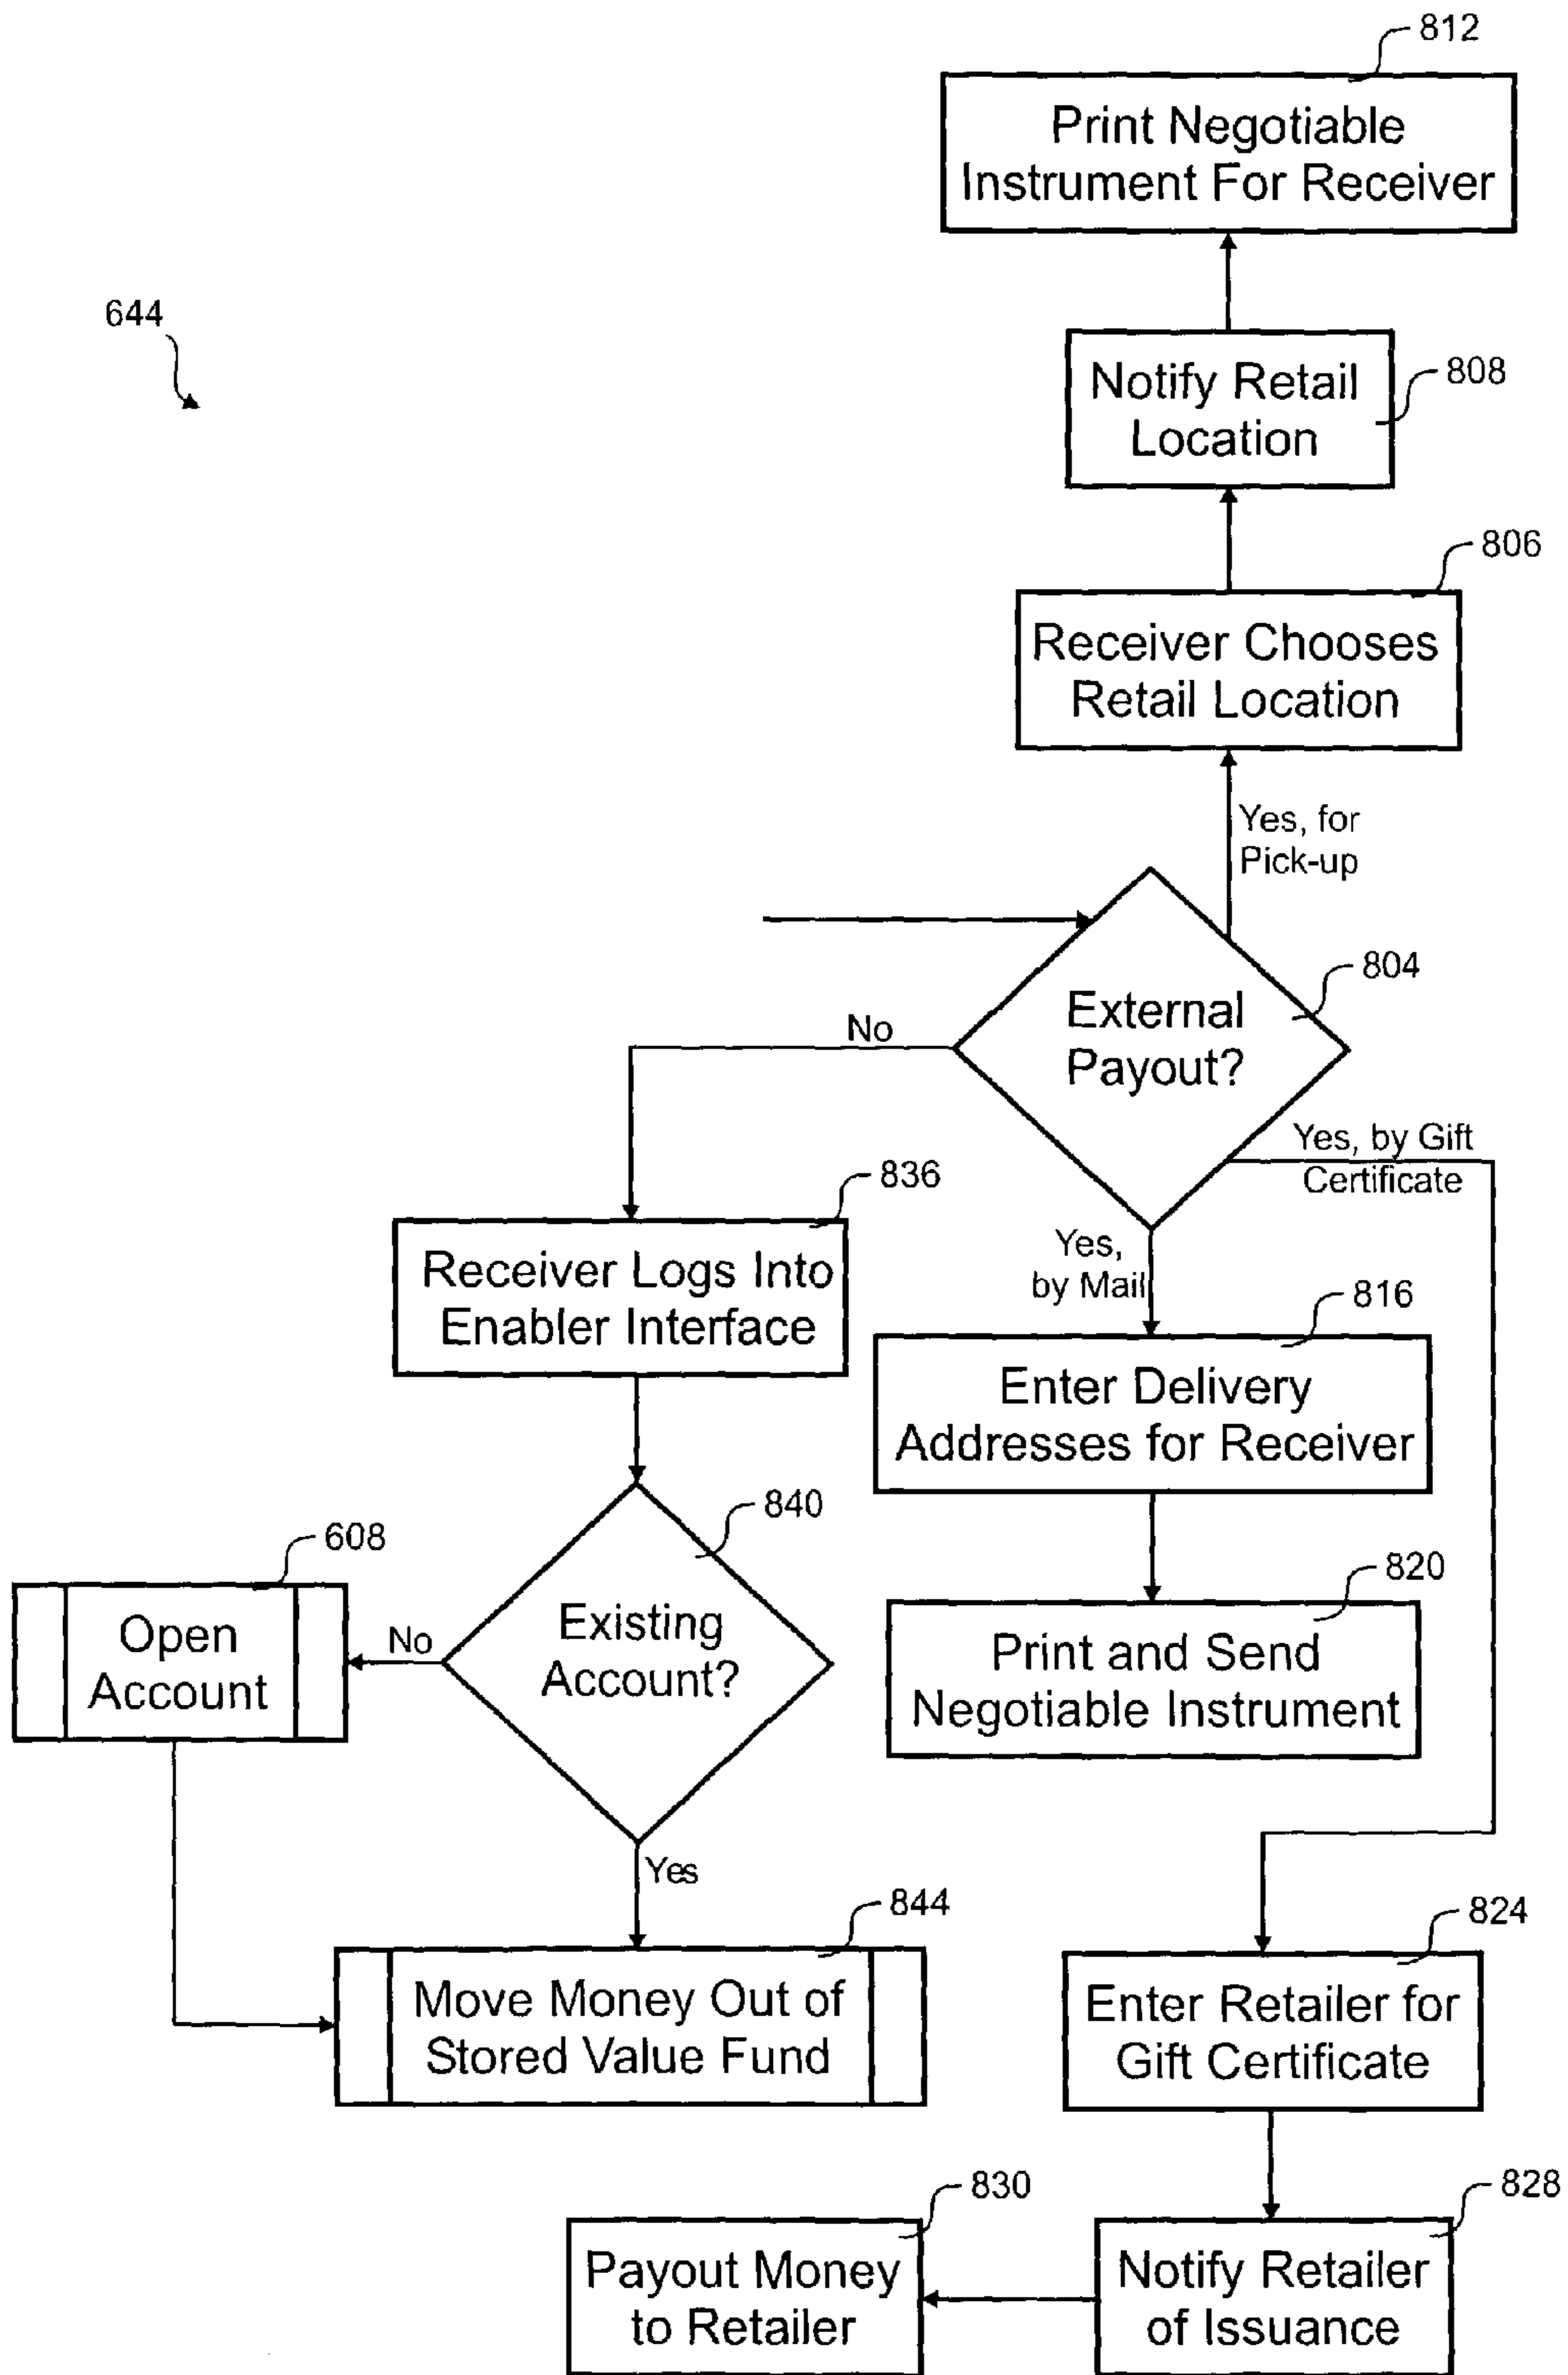 812
Print Negotiable
Instrument For Receiver
644
Notify Retail
Location
808
806
Receiver Chooses
Retail Location
Yes, for
Pick-up
804
External
Payout?
No
Yes, by Gift
Certificate
836
Receiver Logs Into
Enabler Interface
Yes,
by Mail
816
Enter Delivery
Addresses for Receiver
840
608
Open
Account
No
Existing
Account?
820
Print and Send
Negotiable Instrument
Yes
844
Move Money Out of
Stored Value Fund
824
Enter Retailer for
Gift Certificate
830
Payout Money
to Retailer
828
Notify Retailer
of Issuance